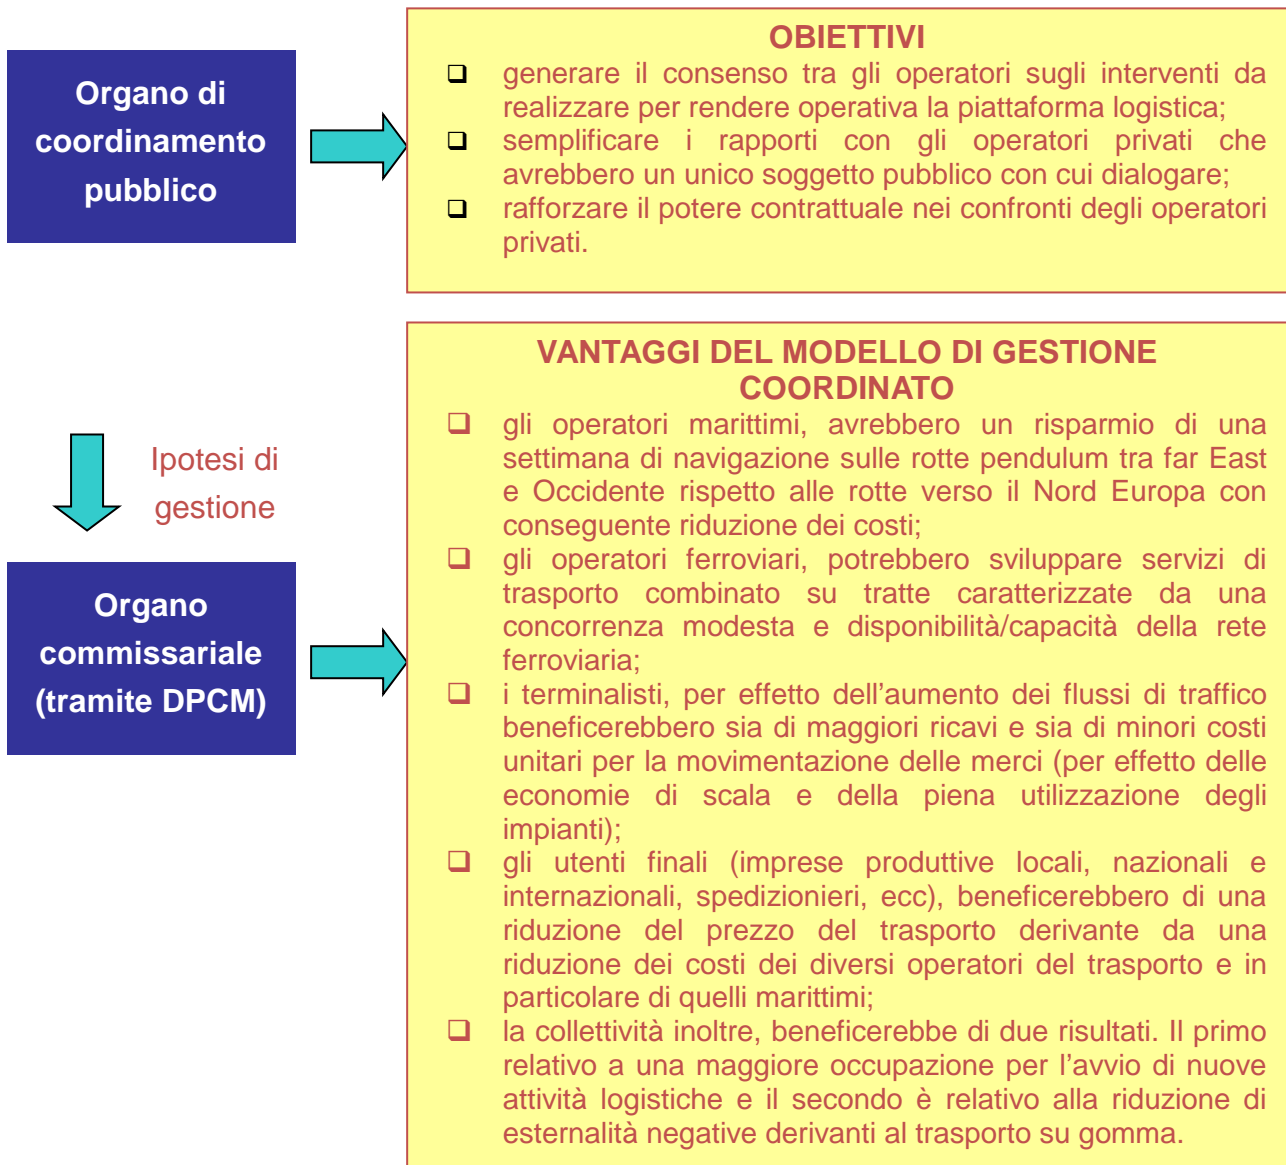 Organo di
coordinamento
pubblico
OBIETTIVI
❑ generare il consenso tra gli operatori sugli interventi da
realizzare per rendere operativa la piattaforma logistica;
❑ semplificare i rapporti con gli operatori privati che
avrebbero un unico soggetto pubblico con cui dialogare;
❑ rafforzare il potere contrattuale nei confronti degli operatori
privati.
Ipotesi di
gestione
Organo
commissariale
(tramite DPCM)
VANTAGGI DEL MODELLO DI GESTIONE
COORDINATO
❑ gli operatori marittimi, avrebbero un risparmio di una
settimana di navigazione sulle rotte pendulum tra far East
e Occidente rispetto alle rotte verso il Nord Europa con
conseguente riduzione dei costi;
❑ gli operatori ferroviari, potrebbero sviluppare servizi di
trasporto combinato su tratte caratterizzate da una
concorrenza modesta e disponibilità/capacità della rete
ferroviaria;
❑ i terminalisti, per effetto dell’aumento dei flussi di traffico
beneficerebbero sia di maggiori ricavi e sia di minori costi
unitari per la movimentazione delle merci (per effetto delle
economie di scala e della piena utilizzazione degli
impianti);
❑ gli utenti finali (imprese produttive locali, nazionali e
internazionali, spedizionieri, ecc), beneficerebbero di una
riduzione del prezzo del trasporto derivante da una
riduzione dei costi dei diversi operatori del trasporto e in
particolare di quelli marittimi;
❑ la collettività inoltre, beneficerebbe di due risultati. Il primo
relativo a una maggiore occupazione per l’avvio di nuove
attività logistiche e il secondo è relativo alla riduzione di
esternalità negative derivanti al trasporto su gomma.